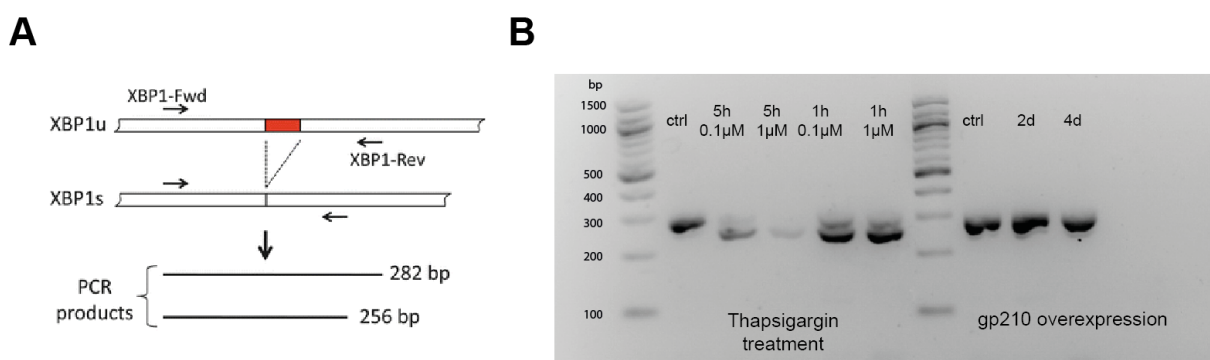 A
XBP1-Fwd
XBP1u
XBP1-Rev
XBP1s
PCR
products
282 bp
256 bp
B
bp
1500
1000
500
400
300
200
100
ctrl
5h
0.1µM
5h
1µM
1h
0.1µM
1h
1µM
ctrl
2d
4d
Thapsigargin
treatment
gp210 overexpression